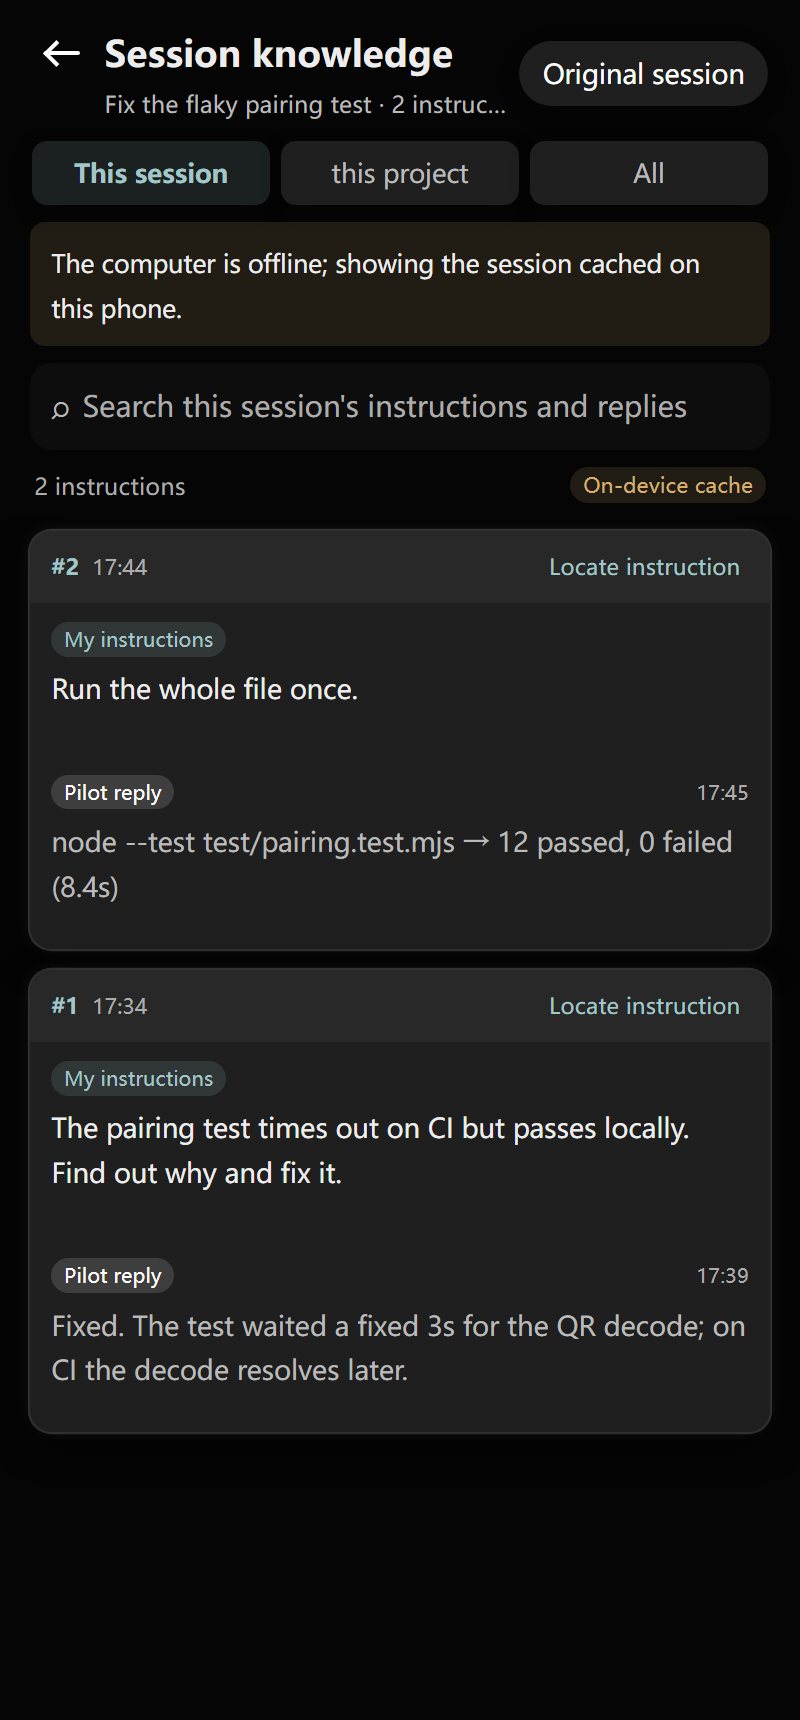 Session knowledge
Original session
Fix the flaky pairing test · 2 instruc...
This session
this project
All
The computer is offline; showing the session cached on
this phone.
Search this session's instructions and replies
2 instructions
On-device cache
#2 17:44
Locate instruction
My instructions
Run the whole file once.
Pilot reply
17:45
node --test test/pairing.test.mjs → 12 passed, 0 failed
(8.4s)
#1 17:34
Locate instruction
My instructions
The pairing test times out on CI but passes locally.
Find out why and fix it.
Pilot reply
17:39
Fixed. The test waited a fixed 3s for the QR decode; on
CI the decode resolves later.